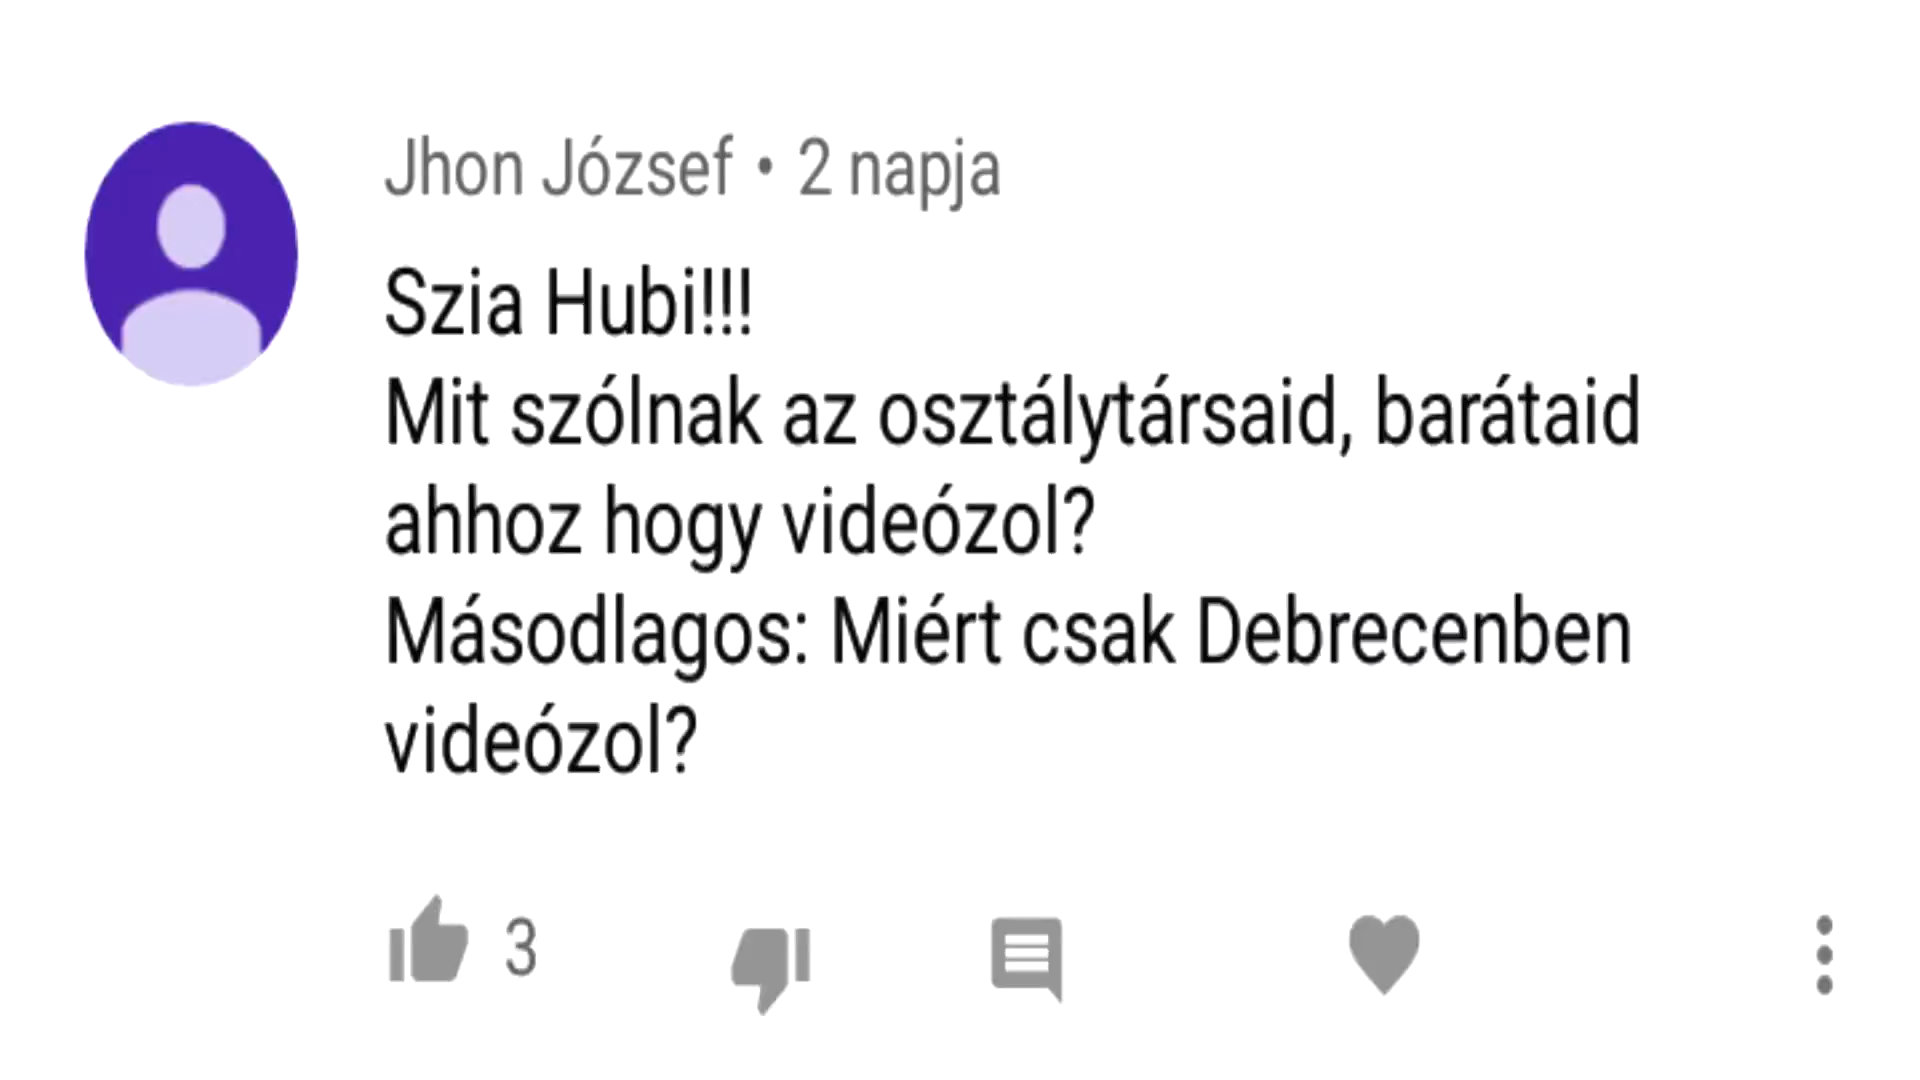 Jhon József • 2 napja
Szia Hubi!!!
Mit szólnak az osztálytársaid, barátaid
ahhoz hogy videózol?
Másodlagos: Miért csak Debrecenben
videózol?
3